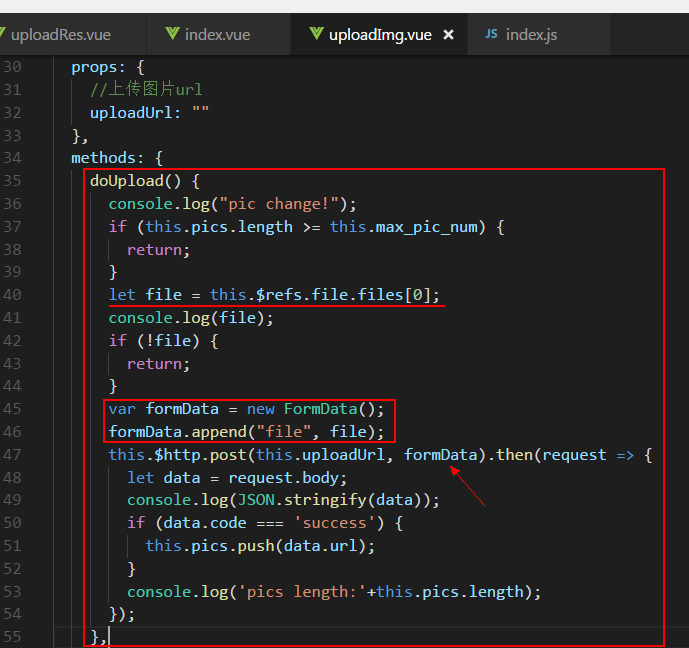 uploadRes.vue index.vue uploadImg.vue × JS index.js
30 props: {
31 //上传图片url
32 uploadUrl: ""
33 },
34 methods: {
35 doUpload() {
36 console.log("pic change!");
37 if (this.pics.length >= this.max_pic_num) {
38 return;
39 }
40 let file = this.$refs.file.files[0];
41 console.log(file);
42 if (!file) {
43 return;
44 }
45 var formData = new FormData();
46 formData.append("file", file);
47 this.$http.post(this.uploadUrl, formData).then(request => {
48 let data = request.body;
49 console.log(JSON.stringify(data));
50 if (data.code === 'success') {
51 this.pics.push(data.url);
52 }
53 console.log('pics length:'+this.pics.length);
54 });
55 },